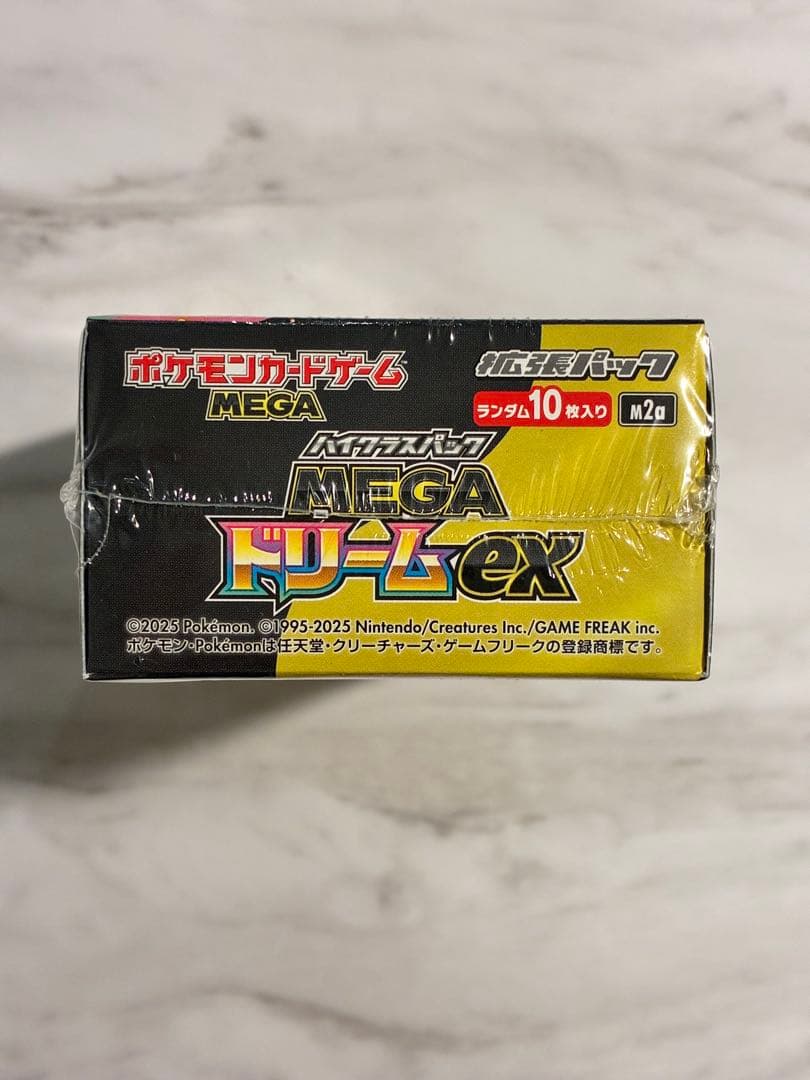 ポケモンカードゲーム
MEGA
拡張パック
ランダム10枚入り M2a
ハイクラスパック
MEGA
ドリームex
©2025 Pokémon. ©1995-2025 Nintendo/Creatures Inc./GAME FREAK inc.
ポケモン・Pokémonは任天堂・クリーチャーズ・ゲームフリークの登録商標です。